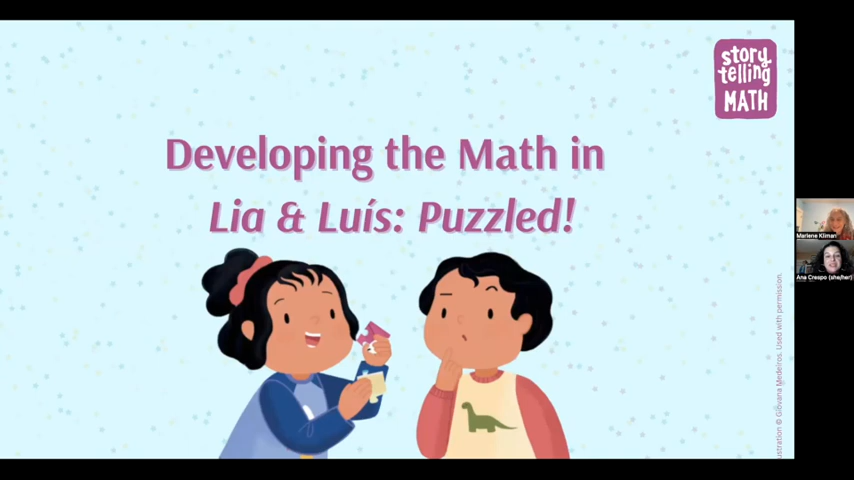 story
telling
MATH
Developing the Math in
Lia & Luís: Puzzled!
Marlene Kliman
Ana Crespo (she/her)
ustration © Giovana Medeiros. Used with permission.